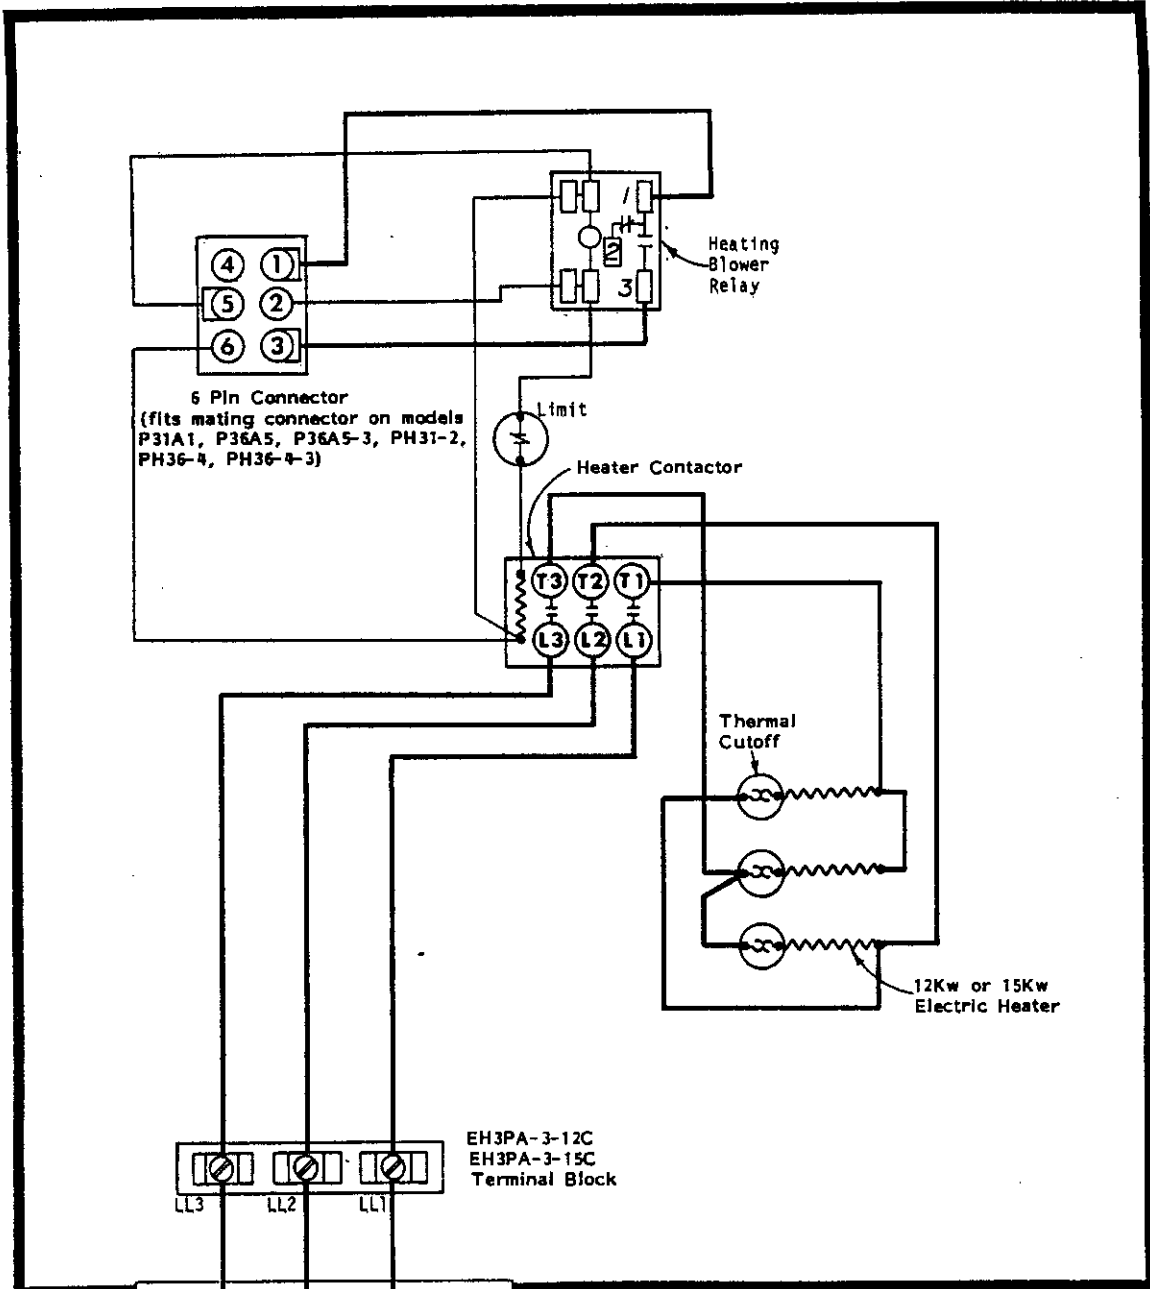 1
2
3
Heating
Blower
Relay
4 1
5 2
6 3
6 Pin Connector
(fits mating connector on models
P31A1, P36A5, P36A5-3, PH31-2,
PH36-4, PH36-4-3)
Limit
Heater Contactor
T3 T2 T1
L3 L2 L1
Thermal
Cutoff
12Kw or 15Kw
Electric Heater
EH3PA-3-12C
EH3PA-3-15C
Terminal Block
LL3 LL2 LL1